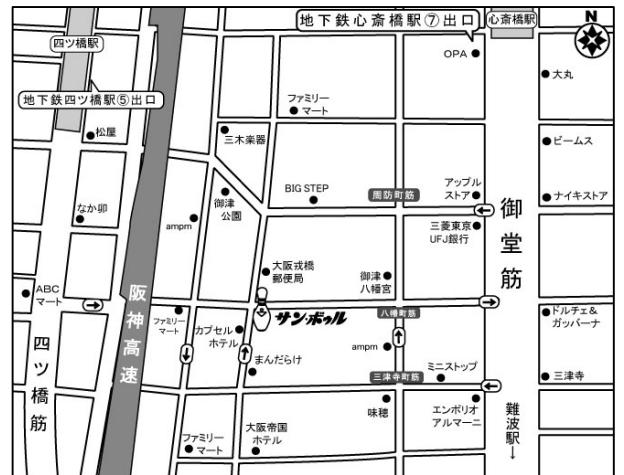 地下鉄心斎橋駅⑦出口
心斎橋駅
N
四ツ橋駅
OPA
大丸
地下鉄四ツ橋駅⑤出口
ファミリー
マート
松屋
三木楽器
ビームス
BIG STEP
周防町筋
アップル
ストア
ナイキストア
なか卯
御津
公園
ampm
御堂筋
三菱東京
UFJ銀行
大阪戎橋
郵便局
御津
八幡宮
ABC
マート
阪神高速
サン・ボウル
八幡町筋
ドルチェ&
ガッバーナ
ファミリー
マート
カプセル
ホテル
四ツ橋筋
まんだらけ
ampm
ミニストップ
三津寺町筋
三津寺
味穂
エンポリオ
アルマーニ
難波駅↓
大阪帝国
ホテル
ファミリー
マート